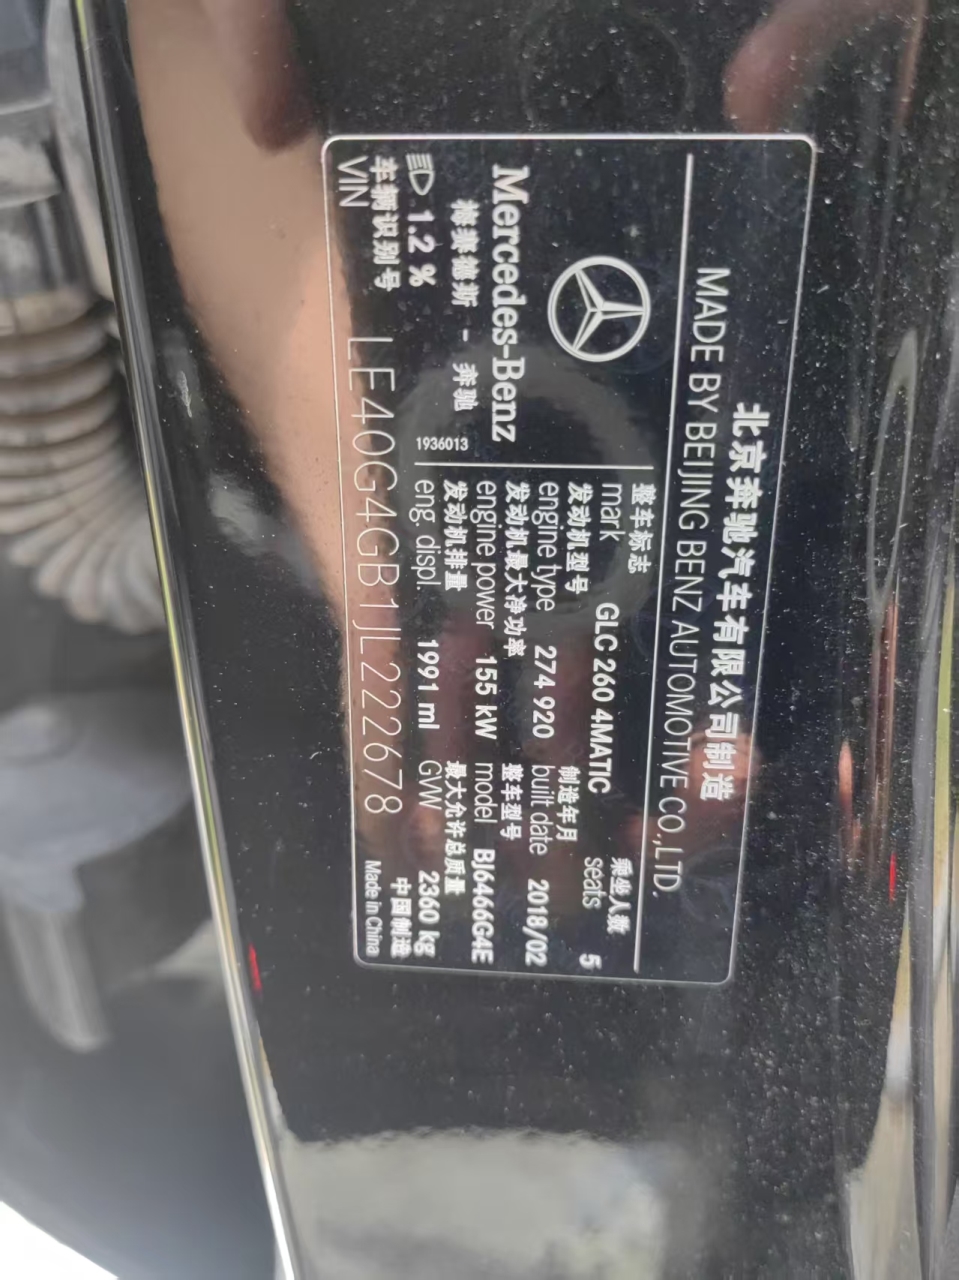 北京奔驰汽车有限公司制造
MADE BY BEIJING BENZ AUTOMOTIVE CO.,LTD.
Mercedes-Benz
梅赛德斯 - 奔驰
1.2 %
1936013
整车标志
mark GLC 260 4MATIC
乘坐人数
seats 5
发动机型号
engine type 274 920
制造年月
built date 2018/02
发动机最大净功率
engine power 155 kW
整车型号
model BJ6466G4E
发动机排量
eng. displ. 1991 ml
最大允许总质量
GVW 2360 kg
车辆识别号
VIN LE40G4GB1JL222678
中国制造
Made in China